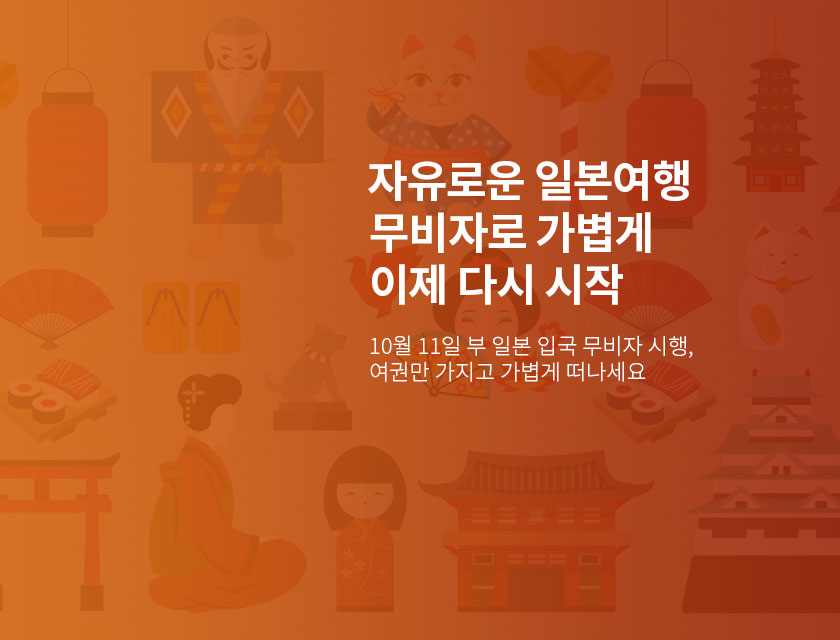 자유로운 일본여행
무비자로 가볍게
이제 다시 시작
10월 11일 부 일본 입국 무비자 시행,
여권만 가지고 가볍게 떠나세요